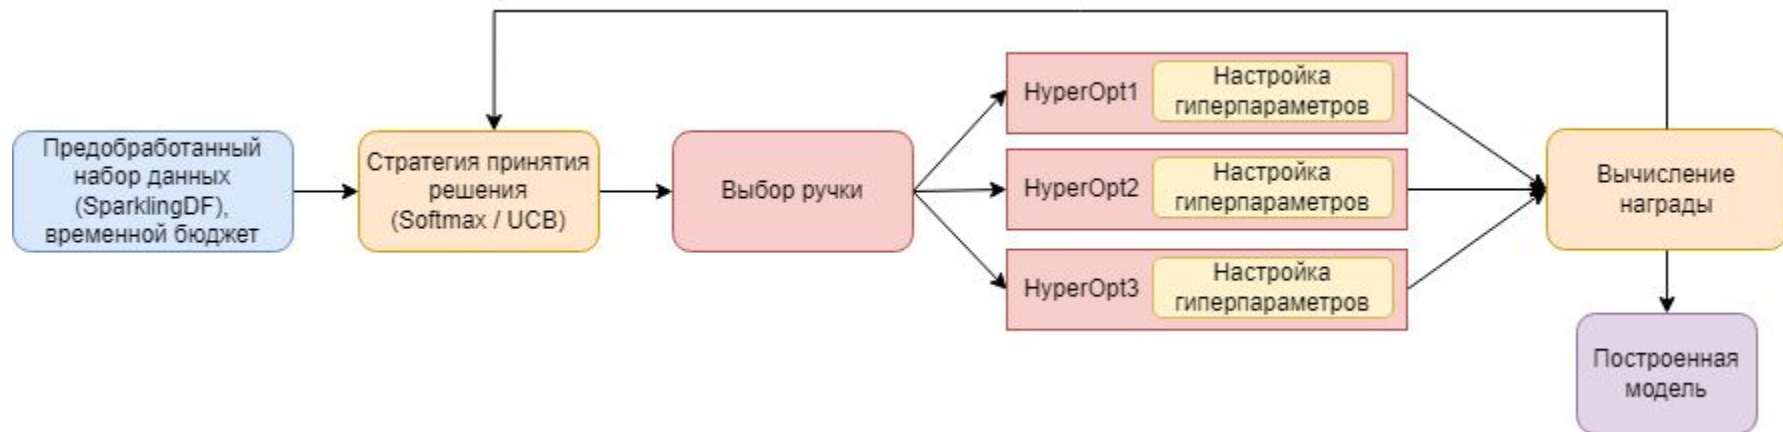 Предобработанный
набор данных
(SparklingDF),
временной бюджет
Стратегия принятия
решения
(Softmax / UCB)
Выбор ручки
HyperOpt1
Настройка
гиперпараметров
HyperOpt2
Настройка
гиперпараметров
HyperOpt3
Настройка
гиперпараметров
Вычисление
награды
Построенная
модель